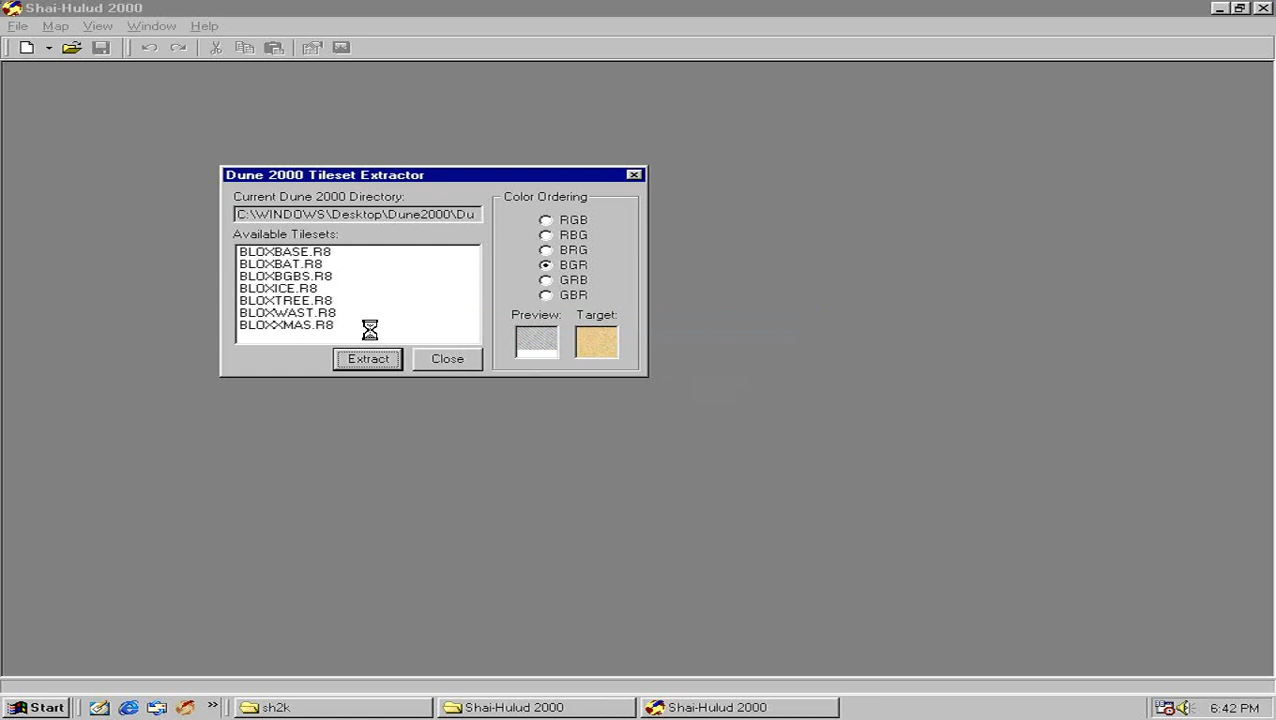 Shai-Hulud 2000
File Map View Window Help
Dune 2000 Tileset Extractor
Current Dune 2000 Directory:
C:\WINDOWS\Desktop\Dune2000\Du
Available Tilesets:
BLOXBASE.R8
BLOXBAT.R8
BLOXBGBS.R8
BLOXICE.R8
BLOXTREE.R8
BLOXWAST.R8
BLOXXMAS.R8
Extract Close
Color Ordering
RGB
RBG
BRG
BGR
GRB
GBR
Preview: Target:
Start sh2k Shai-Hulud 2000 Shai-Hulud 2000 6:42 PM